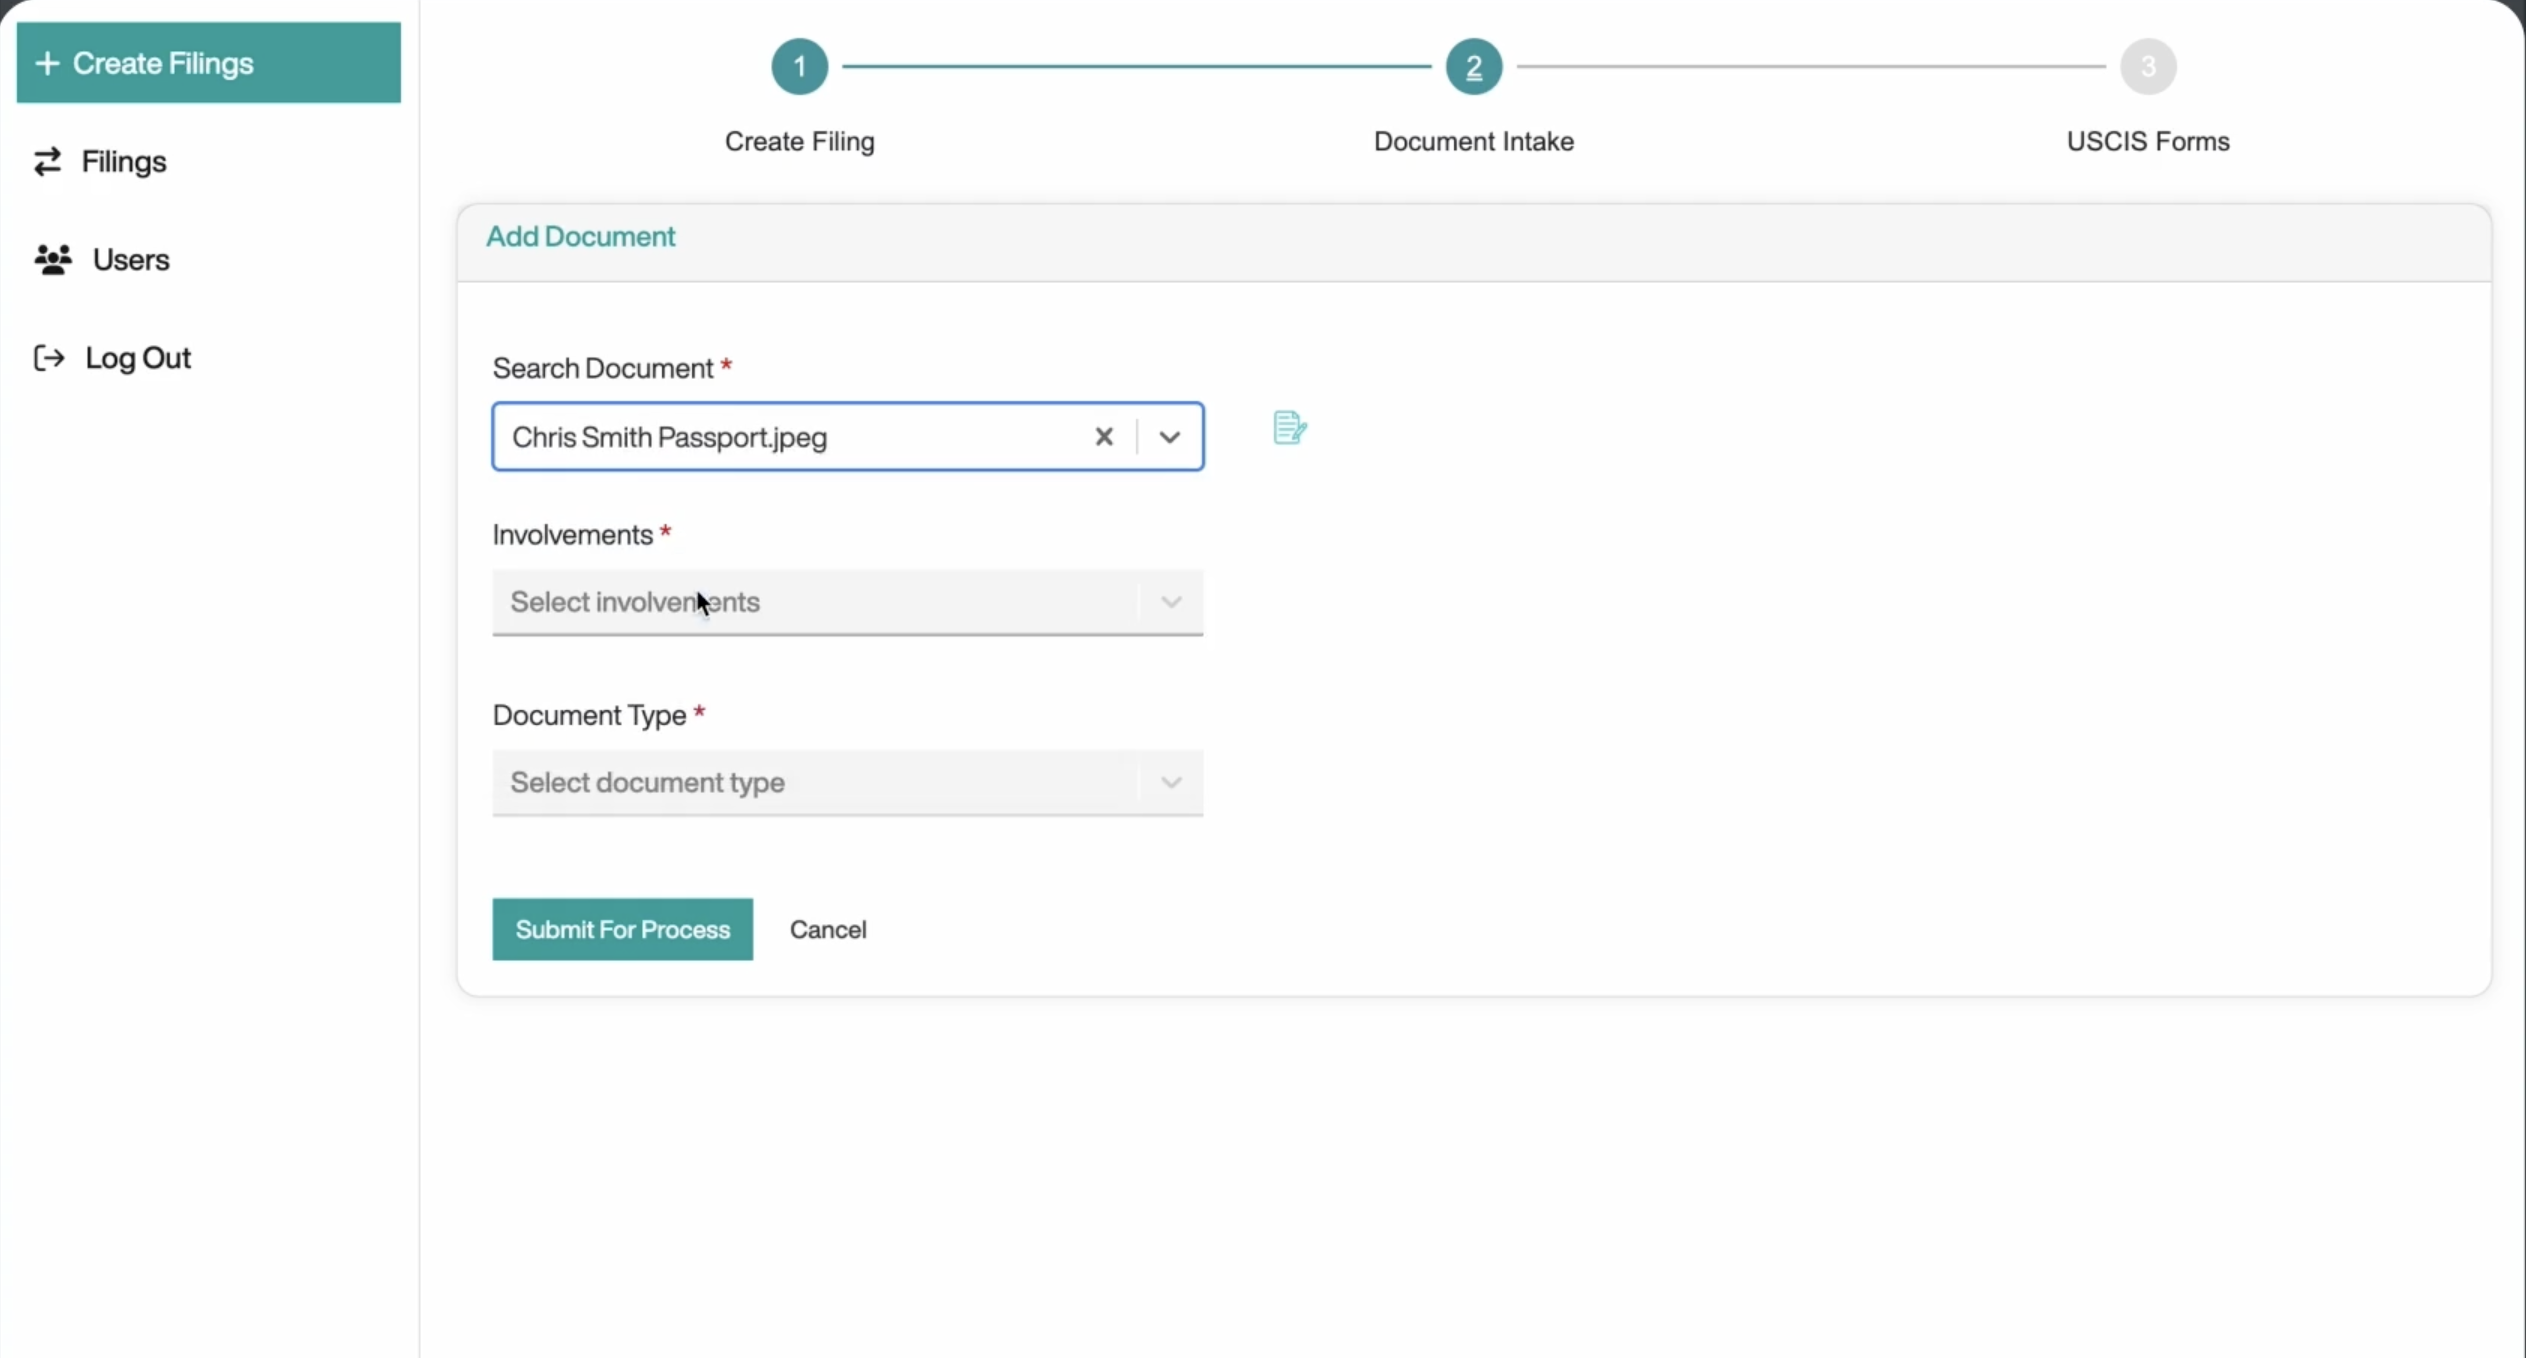 + Create Filings
Filings
Users
Log Out
1
2
3
Create Filing
Document Intake
USCIS Forms
Add Document
Search Document *
Chris Smith Passport.jpeg
Involvements *
Select involvements
Document Type *
Select document type
Submit For Process
Cancel